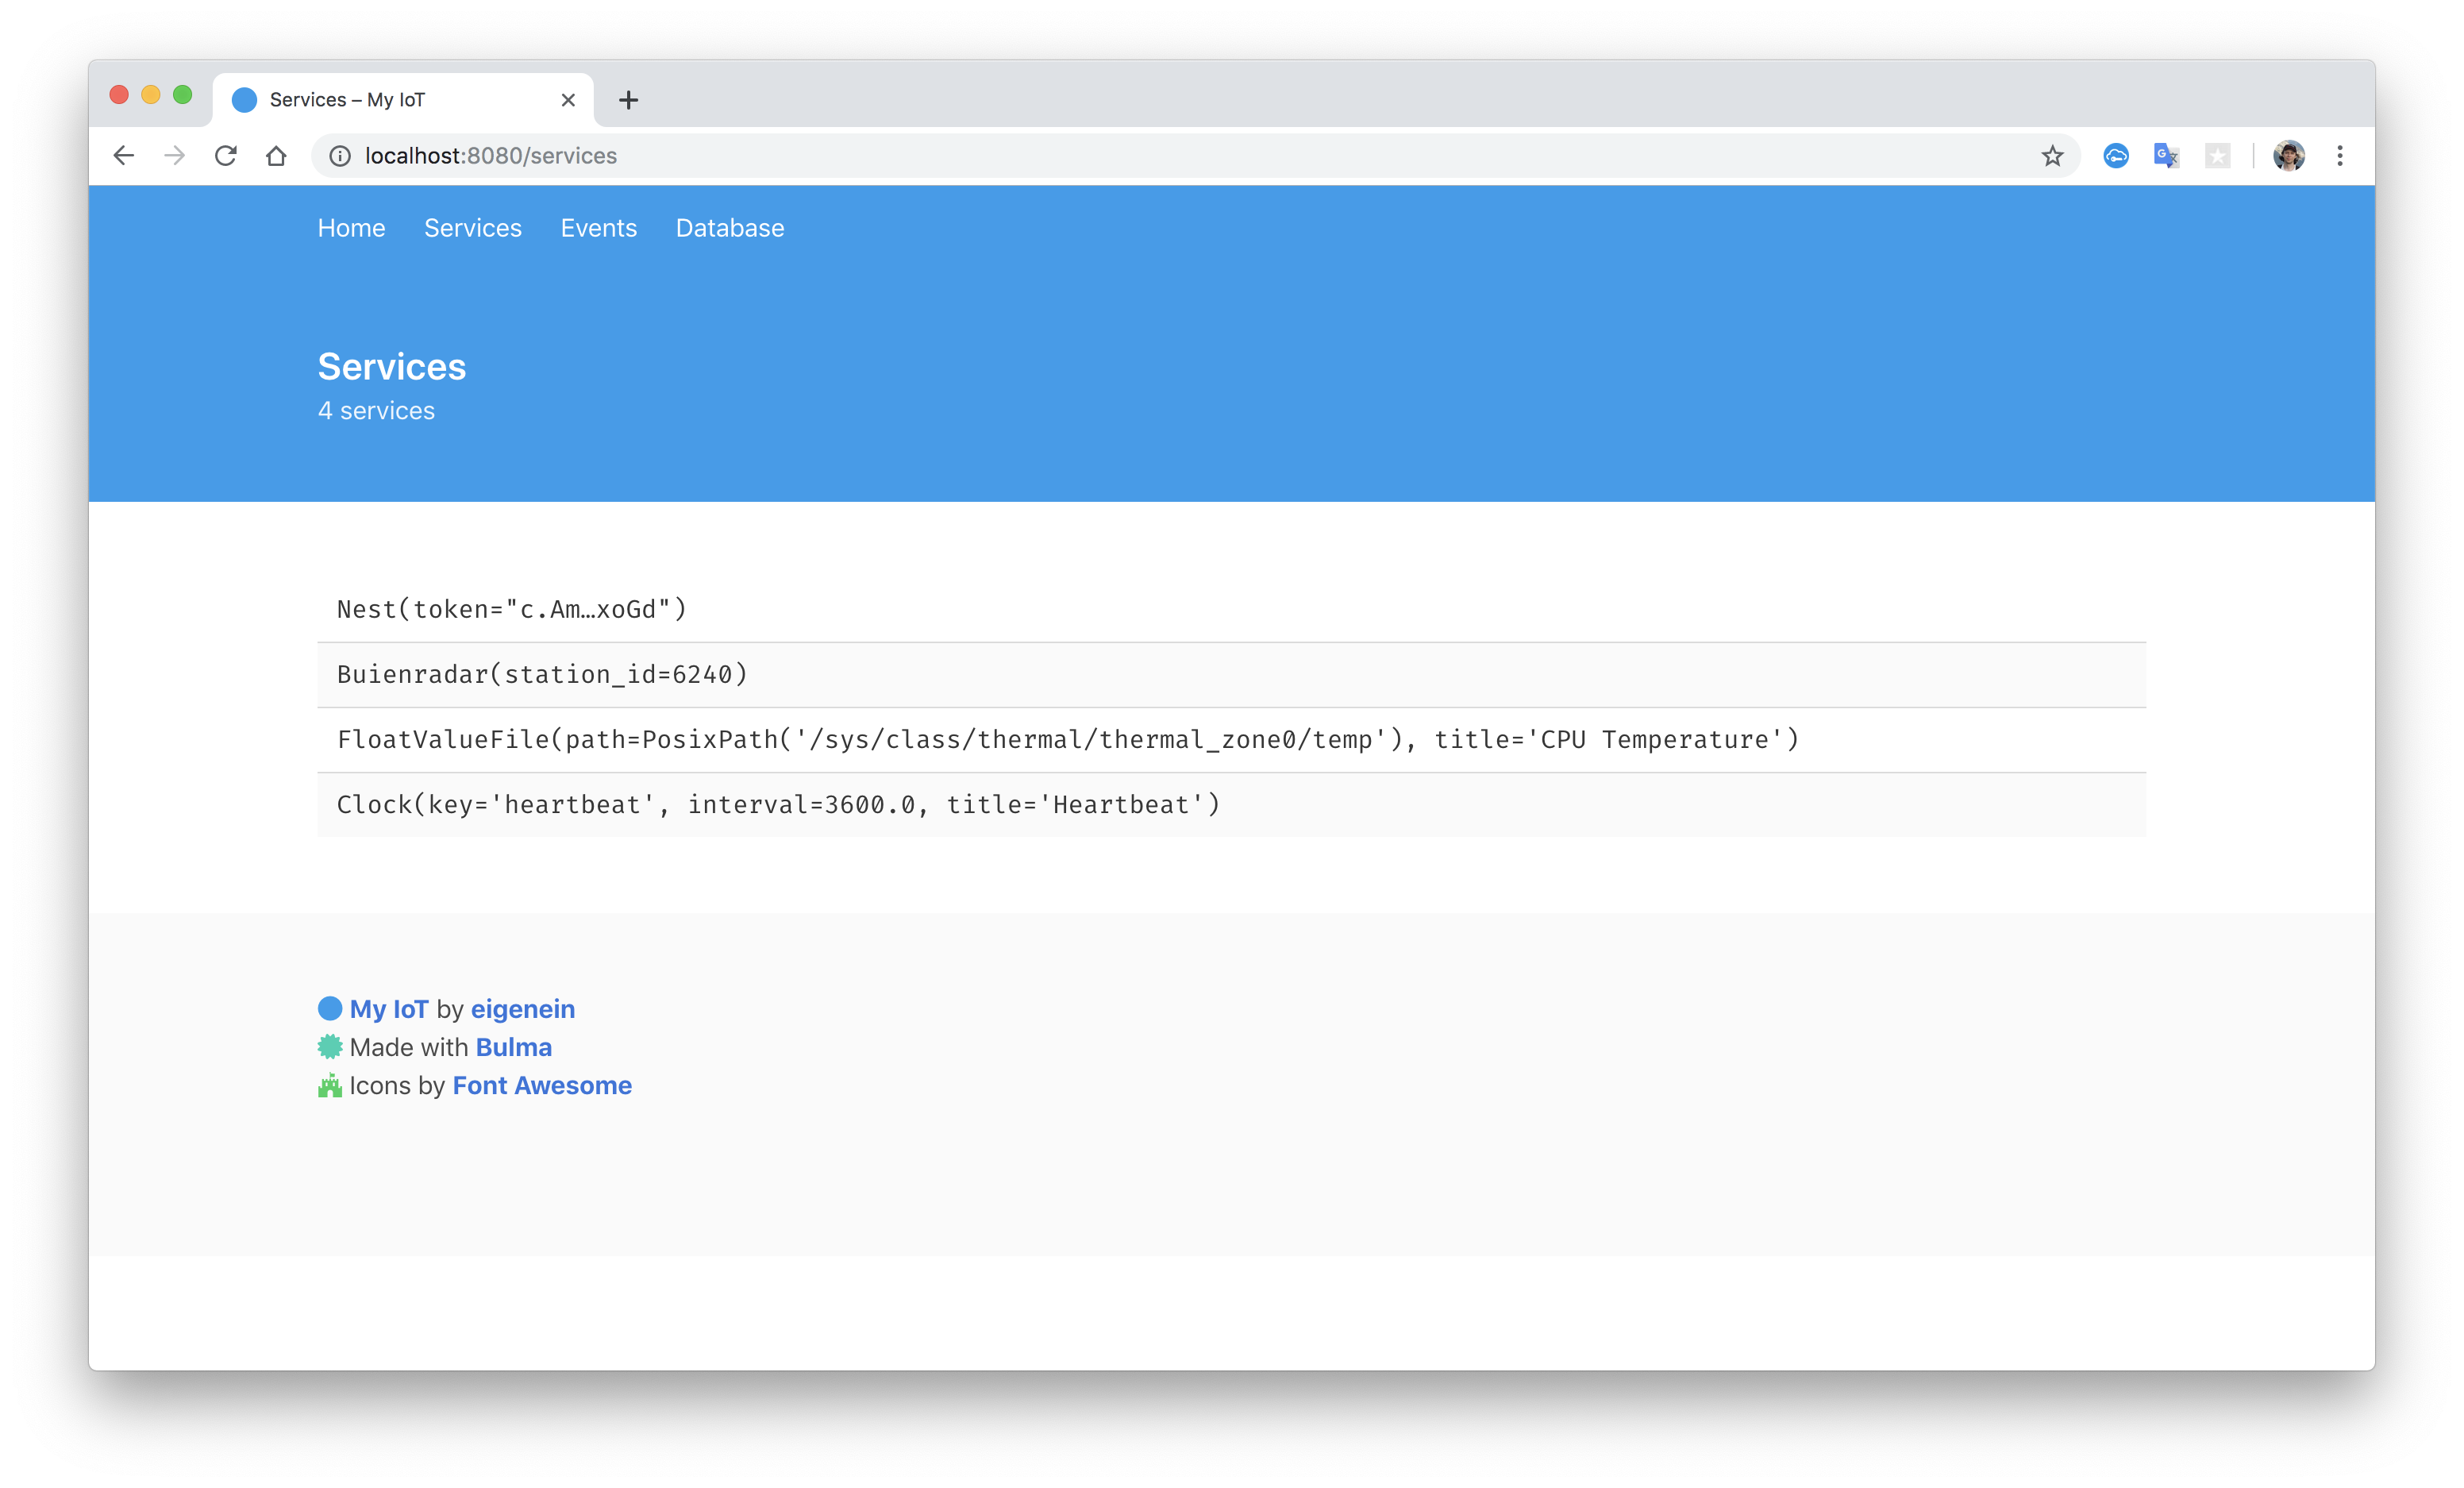 Services – My IoT
localhost:8080/services
Home Services Events Database
Services
4 services
Nest(token="c.Am…xoGd")
Buienradar(station_id=6240)
FloatValueFile(path=PosixPath('/sys/class/thermal/thermal_zone0/temp'), title='CPU Temperature')
Clock(key='heartbeat', interval=3600.0, title='Heartbeat')
My IoT by eigenein
Made with Bulma
Icons by Font Awesome